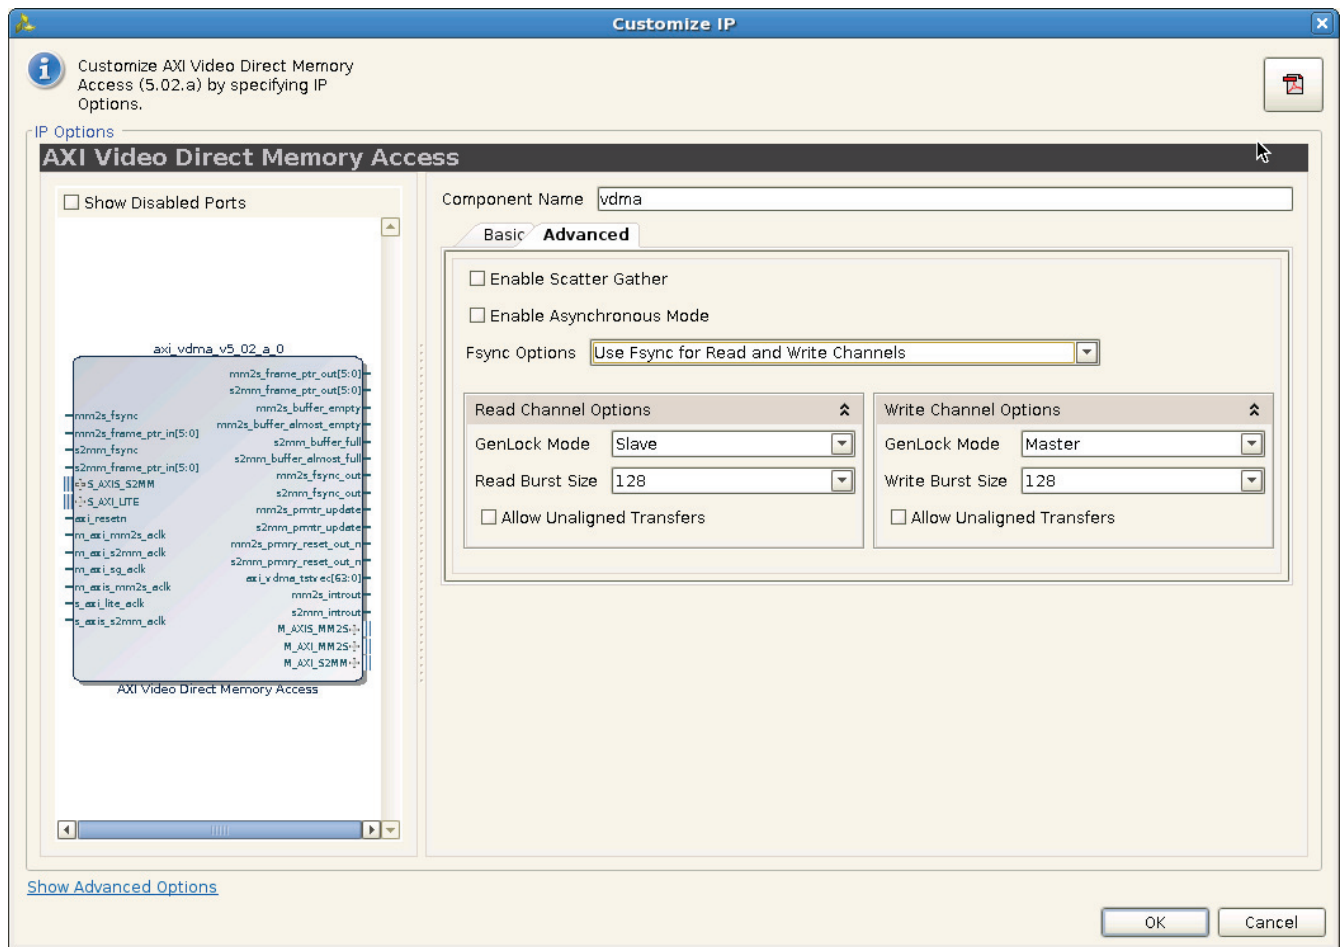 Customize IP
Customize AXI Video Direct Memory
Access (5.02.a) by specifying IP
Options.
IP Options
AXI Video Direct Memory Access
Show Disabled Ports
axi_vdma_v5_02_a_0
mm2s_fsync
mm2s_frame_ptr_in[5:0]
s2mm_fsync
s2mm_frame_ptr_in[5:0]
S_AXIS_S2MM
S_AXI_LITE
axi_resetn
m_axi_mm2s_aclk
m_axi_s2mm_aclk
m_axi_sg_aclk
m_axis_mm2s_aclk
s_axi_lite_aclk
s_axis_s2mm_aclk
mm2s_frame_ptr_out[5:0]
s2mm_frame_ptr_out[5:0]
mm2s_buffer_empty
mm2s_buffer_almost_empty
s2mm_buffer_full
s2mm_buffer_almost_full
mm2s_fsync_out
s2mm_fsync_out
mm2s_prmtr_update
s2mm_prmtr_update
mm2s_prmry_reset_out_n
s2mm_prmry_reset_out_n
axi_vdma_tstvec[63:0]
mm2s_introut
s2mm_introut
M_AXIS_MM2S
M_AXI_MM2S
M_AXI_S2MM
AXI Video Direct Memory Access
Component Name vdma
Basic Advanced
Enable Scatter Gather
Enable Asynchronous Mode
Fsync Options Use Fsync for Read and Write Channels
Read Channel Options
GenLock Mode Slave
Read Burst Size 128
Allow Unaligned Transfers
Write Channel Options
GenLock Mode Master
Write Burst Size 128
Allow Unaligned Transfers
Show Advanced Options
OK Cancel